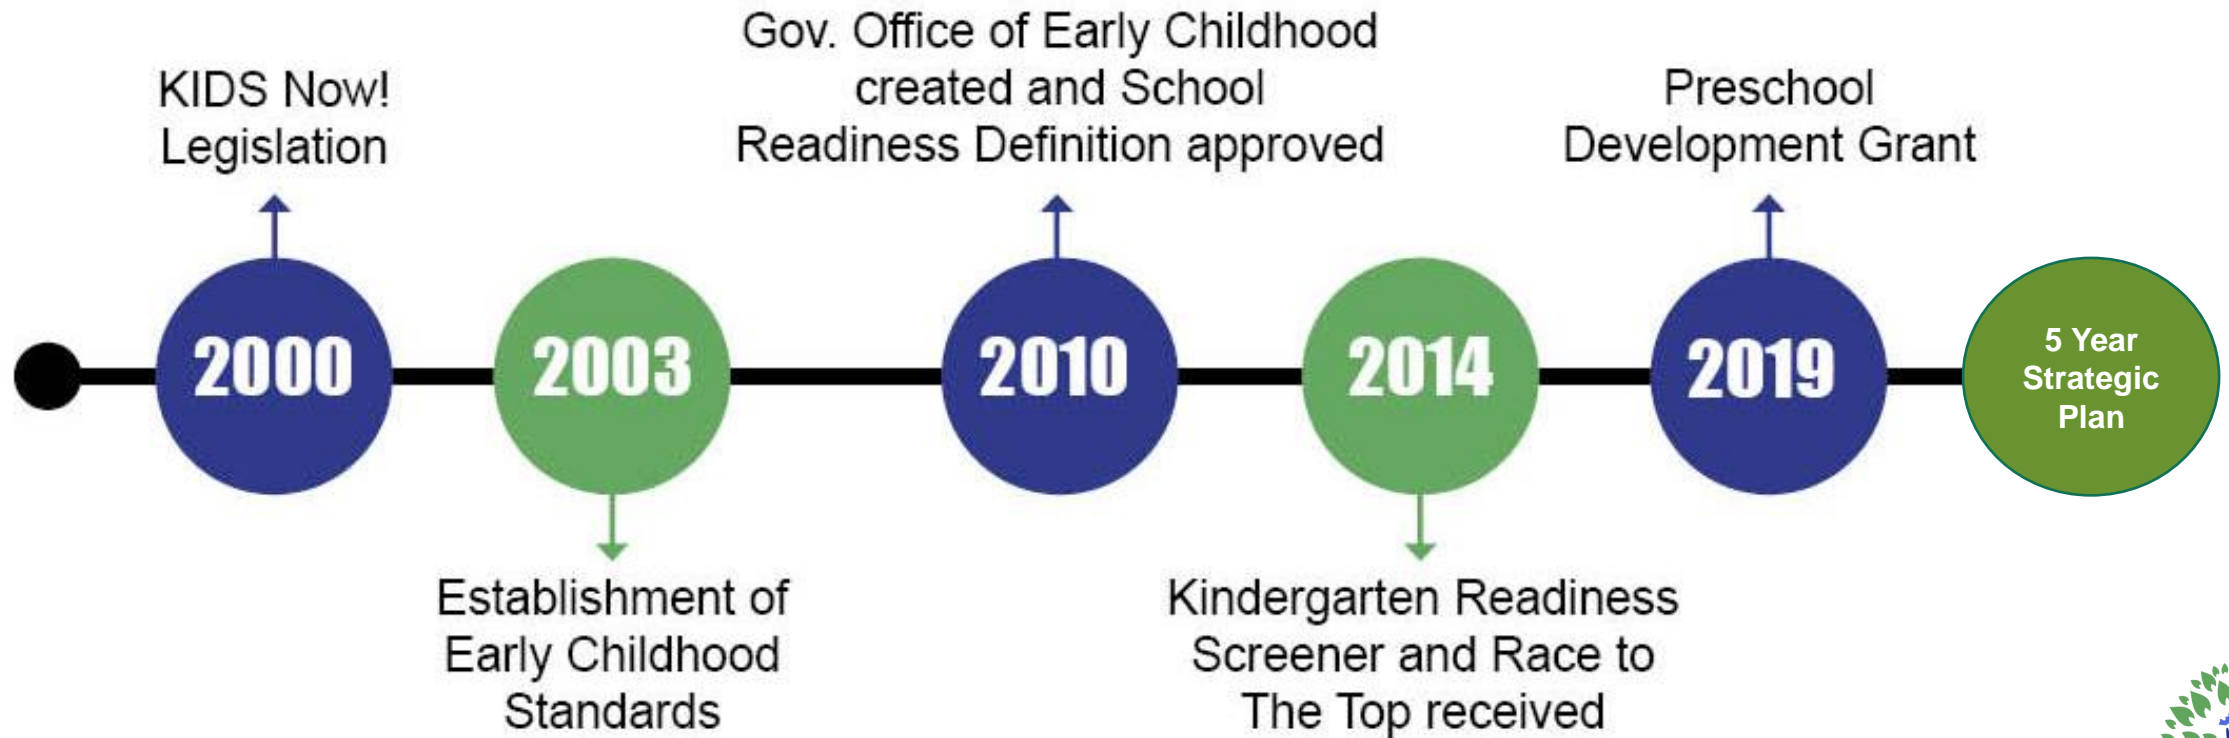 KIDS Now!
Legislation
Gov. Office of Early Childhood
created and School
Readiness Definition approved
Preschool
Development Grant
2000
2003
2010
2014
2019
5 Year
Strategic
Plan
Establishment of
Early Childhood
Standards
Kindergarten Readiness
Screener and Race to
The Top received